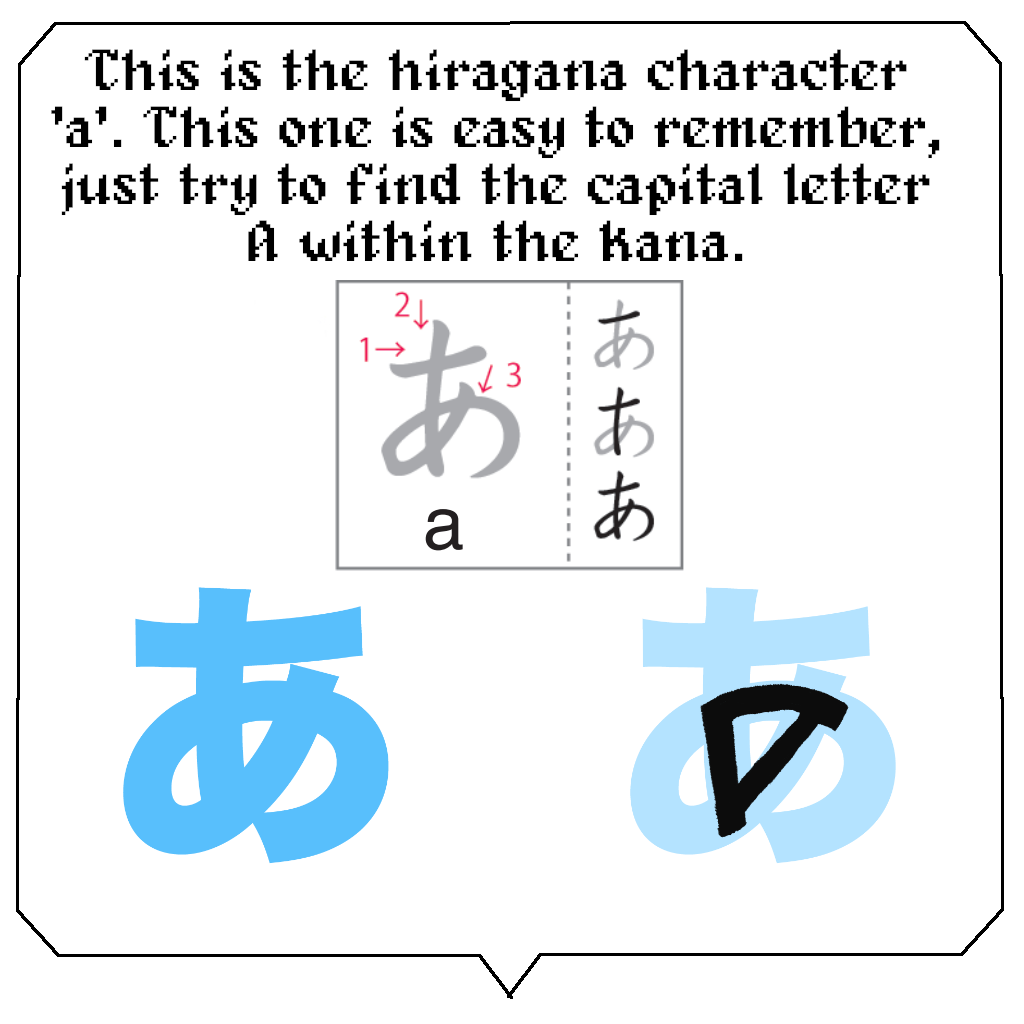 This is the hiragana character
'a'. This one is easy to remember,
just try to find the capital letter
A within the kana.
2
1→
3
あ
a
あ
あ
あ
あ
あ